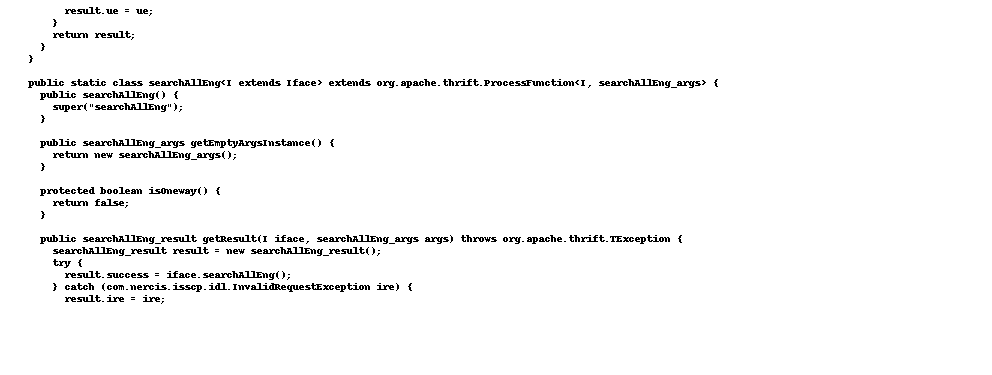 result.ue = ue;
    }
    return result;
  }
}

public static class searchAllEng<I extends Iface> extends org.apache.thrift.ProcessFunction<I, searchAllEng_args> {
  public searchAllEng() {
    super("searchAllEng");
  }

  public searchAllEng_args getEmptyArgsInstance() {
    return new searchAllEng_args();
  }

  protected boolean isOneway() {
    return false;
  }

  public searchAllEng_result getResult(I iface, searchAllEng_args args) throws org.apache.thrift.TException {
    searchAllEng_result result = new searchAllEng_result();
    try {
      result.success = iface.searchAllEng();
    } catch (com.nercis.isscp.idl.InvalidRequestException ire) {
      result.ire = ire;